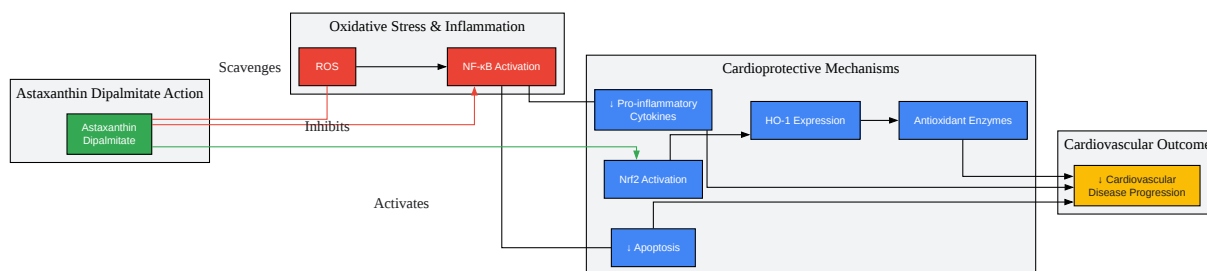 Oxidative Stress & Inflammation
ROS
NF-κB Activation
Scavenges
Astaxanthin Dipalmitate Action
Astaxanthin
Dipalmitate
Inhibits
Activates
Cardioprotective Mechanisms
↓ Pro-inflammatory
Cytokines
HO-1 Expression
Antioxidant Enzymes
Nrf2 Activation
↓ Apoptosis
Cardiovascular Outcome
↓ Cardiovascular
Disease Progression